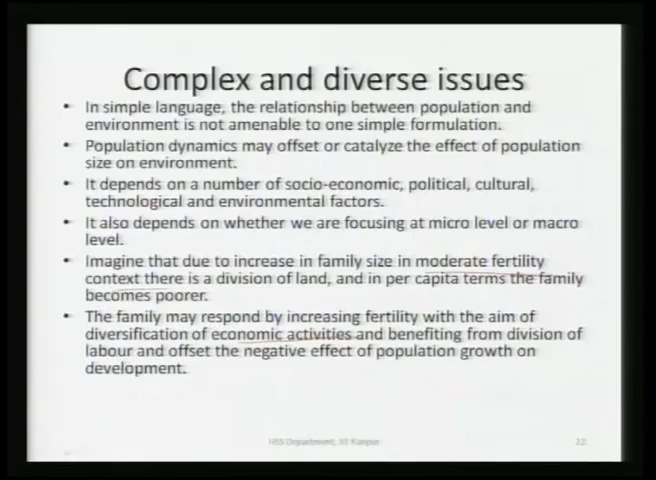 Complex and diverse issues
• In simple language, the relationship between population and
environment is not amenable to one simple formulation.
• Population dynamics may offset or catalyze the effect of population
size on environment.
• It depends on a number of socio-economic, political, cultural,
technological and environmental factors.
• It also depends on whether we are focusing at micro level or macro
level.
• Imagine that due to increase in family size in moderate fertility
context there is a division of land, and in per capita terms the family
becomes poorer.
• The family may respond by increasing fertility with the aim of
diversification of economic activities and benefiting from division of
labour and offset the negative effect of population growth on
development.
HSS Department, IIT Kanpur
22